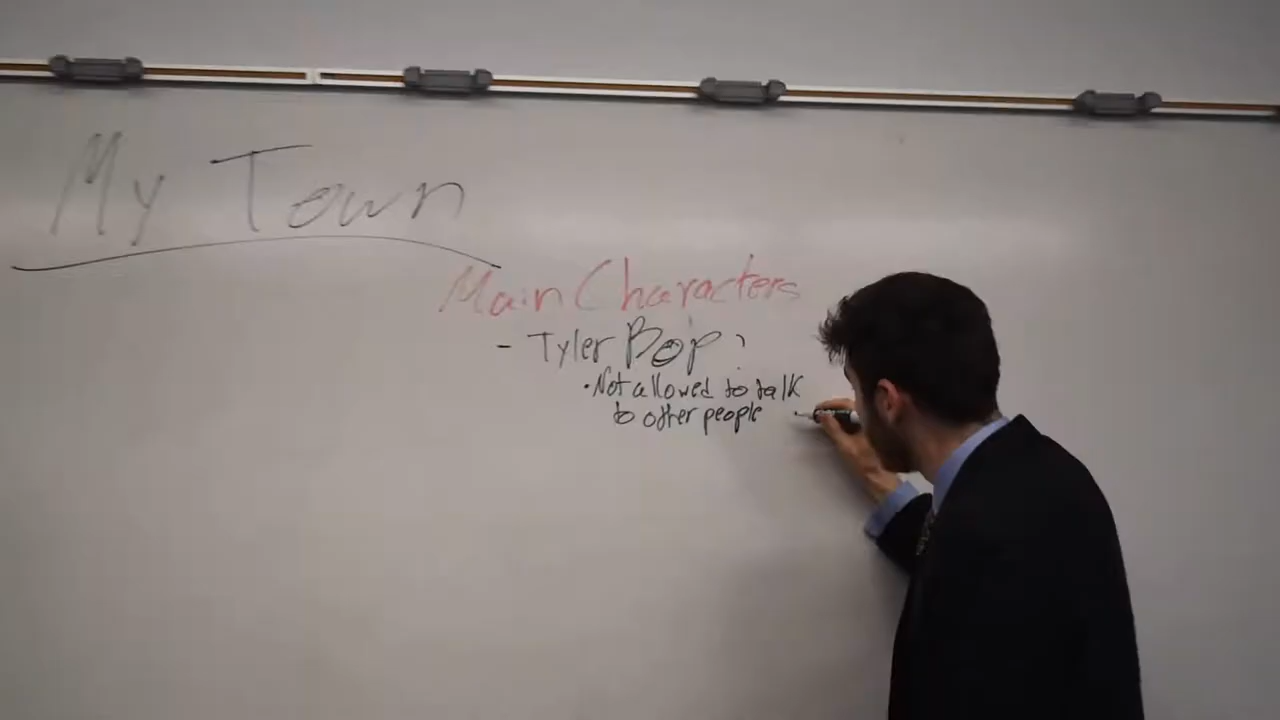 My Town
Main Characters
- Tyler Bop:
• Not allowed to talk
to other people